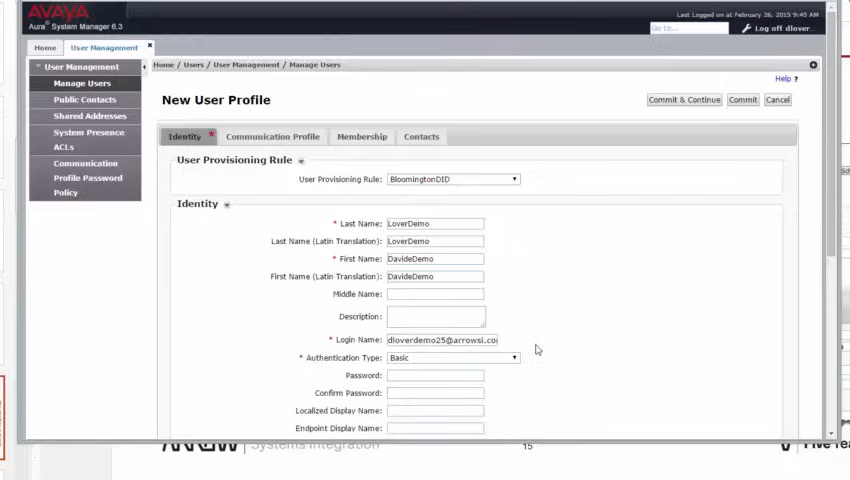 AVAYA
Aura® System Manager 6.3
Last Logged on at February 26, 2015 9:45 AM
Go to...
Log off dlover
Home
User Management
User Management
Manage Users
Public Contacts
Shared Addresses
System Presence
ACLs
Communication
Profile Password
Policy
Home / Users / User Management / Manage Users
Help ?
New User Profile
Commit & Continue
Commit
Cancel
Identity *
Communication Profile
Membership
Contacts
User Provisioning Rule
User Provisioning Rule: BloomingtonDID
Identity
* Last Name: LoverDemo
Last Name (Latin Translation): LoverDemo
* First Name: DavideDemo
First Name (Latin Translation): DavideDemo
Middle Name:
Description:
* Login Name: dloverdemo25@arrowsi.co
* Authentication Type: Basic
Password:
Confirm Password:
Localized Display Name:
Endpoint Display Name:
Systems Integration
15